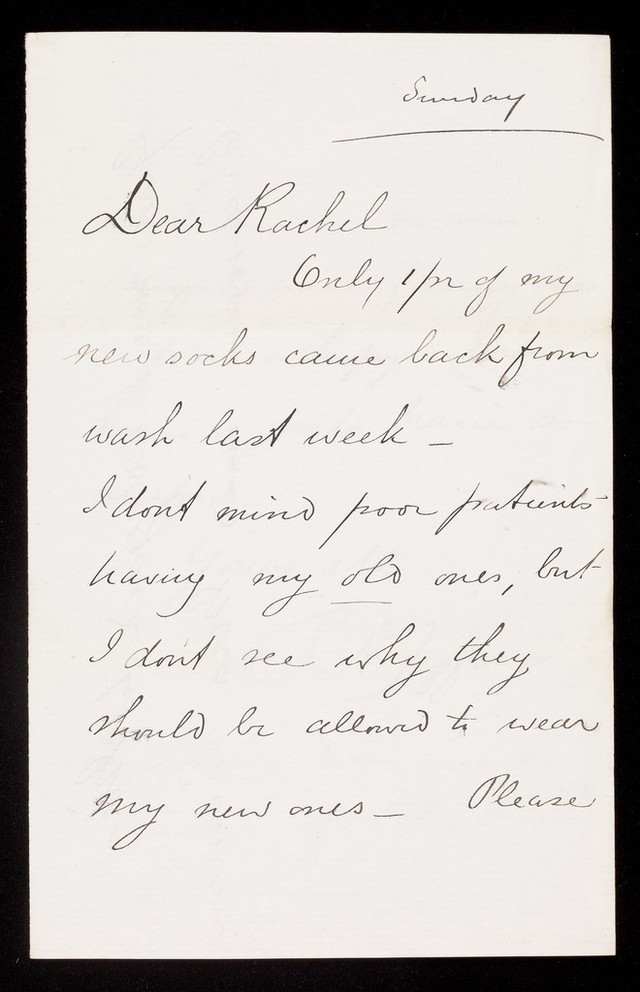 Sunday
Dear Rachel
Only 1/pr of my
new socks came back from
wash last week -
I dont mind poor patients
having my old ones, but
I dont see why they
should be allowed to wear
my new ones - Please